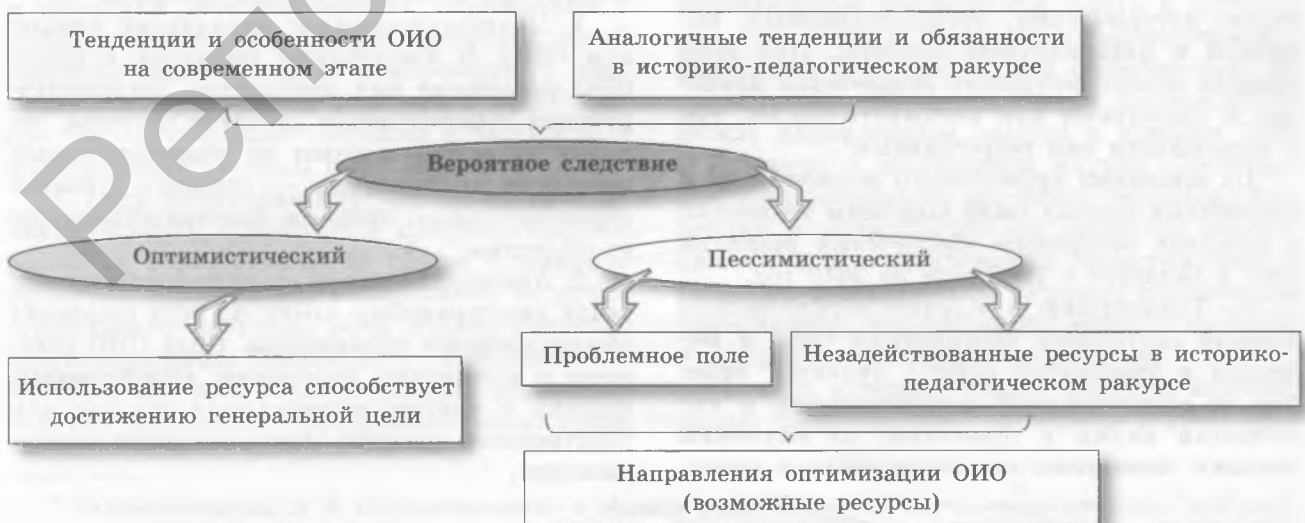 Репо
Тенденции и особенности ОИО
на современном этапе
Аналогичные тенденции и обязанности
в историко-педагогическом ракурсе
Вероятное следствие
Оптимистический
Пессимистический
Использование ресурса способствует
достижению генеральной цели
Проблемное поле
Незадействованные ресурсы в историко-
педагогическом ракурсе
Направления оптимизации ОИО
(возможные ресурсы)